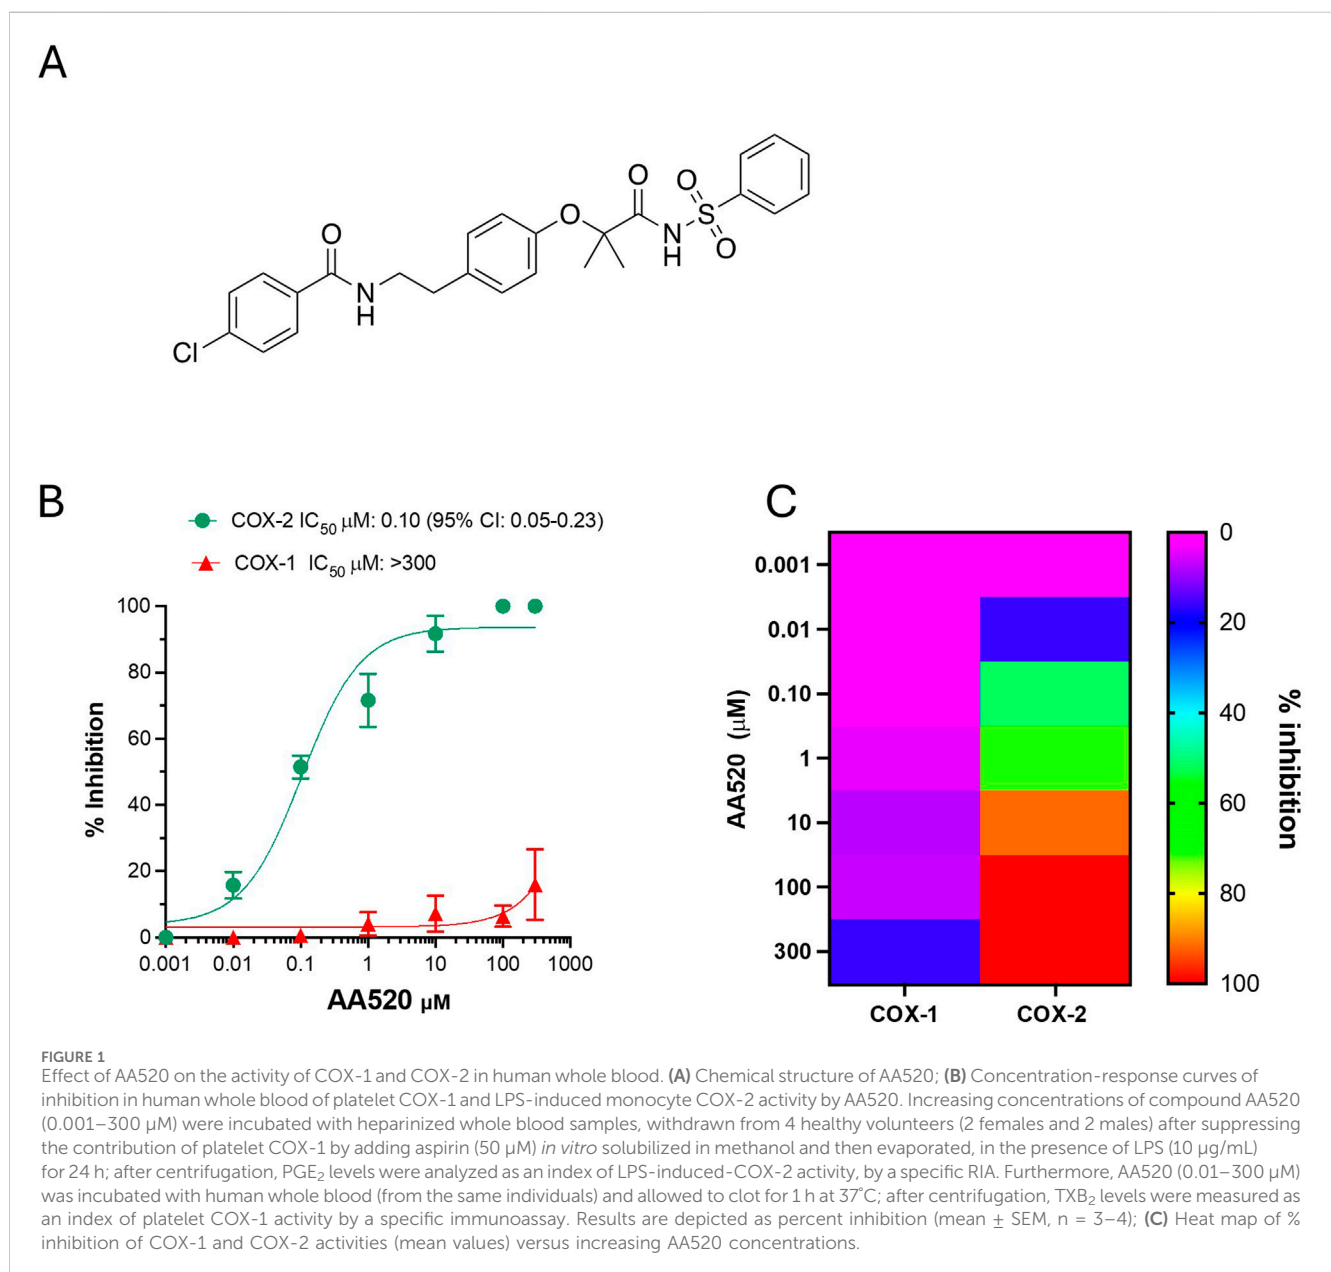 A
O
O
O
O
S
N
H
O
N
H
Cl
B
COX-2 IC50 μM: 0.10 (95% CI: 0.05-0.23)
COX-1 IC50 μM: >300
% Inhibition
100
80
60
40
20
0
0.001 0.01 0.1 1 10 100 1000
AA520 μM
C
AA520 (μM)
0.001
0.01
0.10
1
10
100
300
COX-1 COX-2
0
20
40
60
80
100
% inhibition
FIGURE 1
Effect of AA520 on the activity of COX-1 and COX-2 in human whole blood. (A) Chemical structure of AA520; (B) Concentration-response curves of
inhibition in human whole blood of platelet COX-1 and LPS-induced monocyte COX-2 activity by AA520. Increasing concentrations of compound AA520
(0.001–300 μM) were incubated with heparinized whole blood samples, withdrawn from 4 healthy volunteers (2 females and 2 males) after suppressing
the contribution of platelet COX-1 by adding aspirin (50 μM) in vitro solubilized in methanol and then evaporated, in the presence of LPS (10 μg/mL)
for 24 h; after centrifugation, PGE2 levels were analyzed as an index of LPS-induced-COX-2 activity, by a specific RIA. Furthermore, AA520 (0.01–300 μM)
was incubated with human whole blood (from the same individuals) and allowed to clot for 1 h at 37°C; after centrifugation, TXB2 levels were measured as
an index of platelet COX-1 activity by a specific immunoassay. Results are depicted as percent inhibition (mean ± SEM, n = 3–4); (C) Heat map of %
inhibition of COX-1 and COX-2 activities (mean values) versus increasing AA520 concentrations.